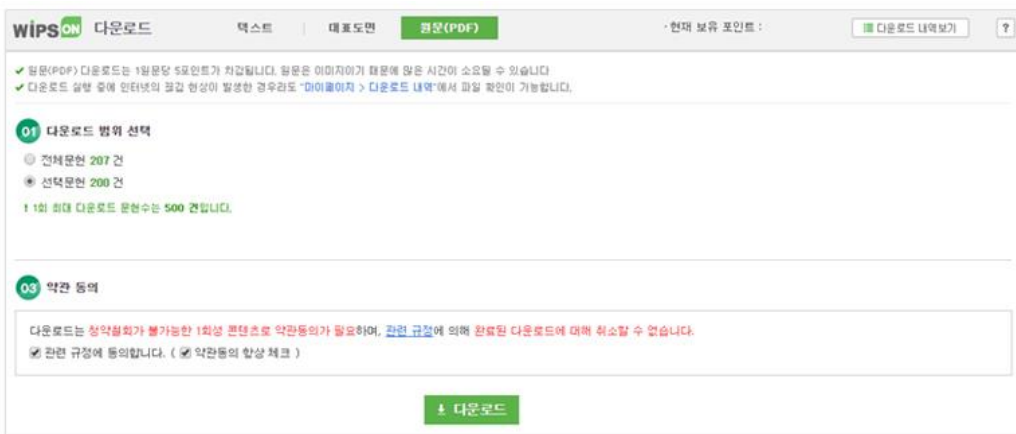 WIPS ON 다운로드 텍스트 대표도면 원문(PDF) · 현재 보유 포인트 : 다운로드 내역보기 ?
✔ 원문(PDF) 다운로드는 1원문당 5포인트가 차감됩니다. 원문은 이미지이기 때문에 많은 시간이 소요될 수 있습니다
✔ 다운로드 실행 중에 인터넷의 끊김 현상이 발생한 경우라도 "마이페이지 > 다운로드 내역"에서 파일 확인이 가능합니다.
01 다운로드 범위 선택
전체문헌 207 건
선택문헌 200 건
! 1회 최대 다운로드 문헌수는 500 건입니다.
03 약관 동의
다운로드는 청약철회가 불가능한 1회성 콘텐츠로 약관동의가 필요하며, 관련 규정에 의해 완료된 다운로드에 대해 취소할 수 없습니다.
관련 규정에 동의합니다. ( 약관동의 항상 체크 )
다운로드